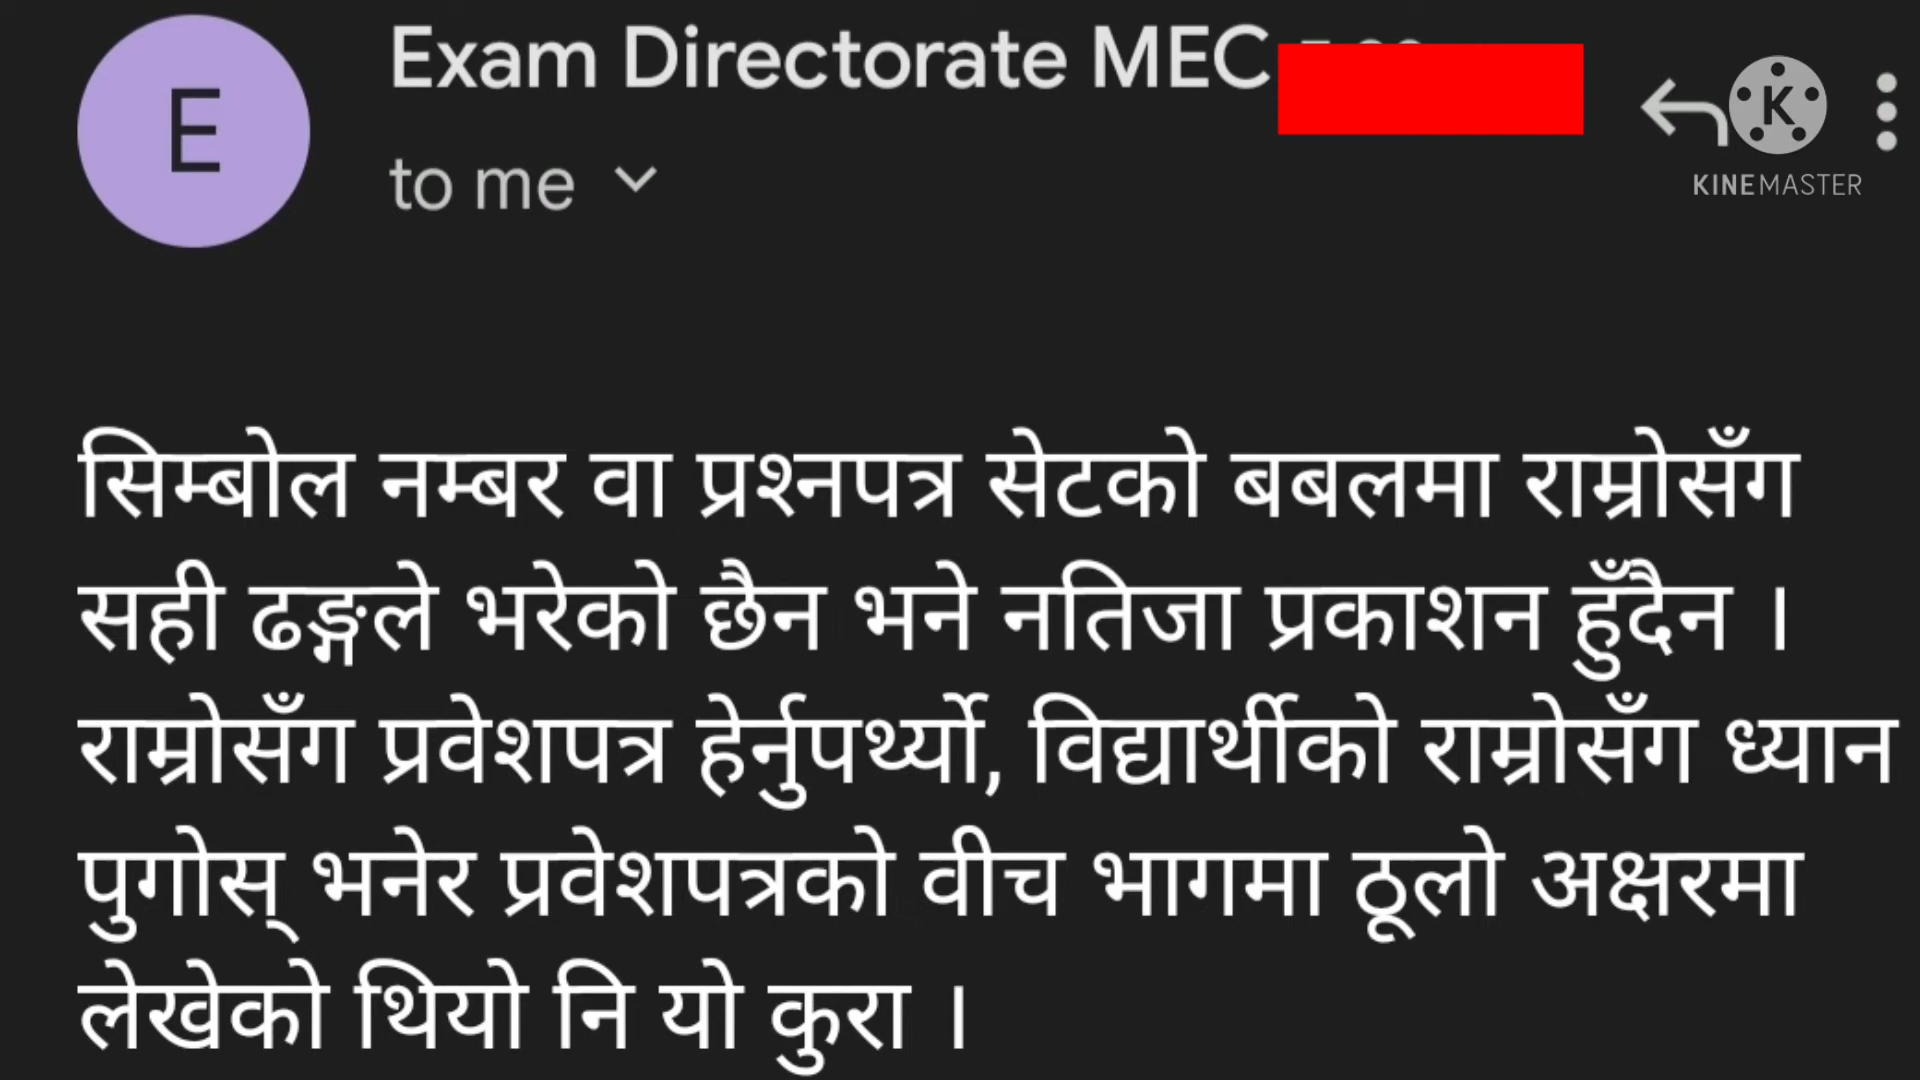 Exam Directorate MEC
E
to me
K
KINEMASTER
सिम्बोल नम्बर वा प्रश्नपत्र सेटको बबलमा राम्रोसँग
सही ढङ्गले भरेको छैन भने नतिजा प्रकाशन हुँदैन ।
राम्रोसँग प्रवेशपत्र हेर्नुपर्थ्यो, विद्यार्थीको राम्रोसँग ध्यान
पुगोस् भनेर प्रवेशपत्रको वीच भागमा ठूलो अक्षरमा
लेखेको थियो नि यो कुरा ।